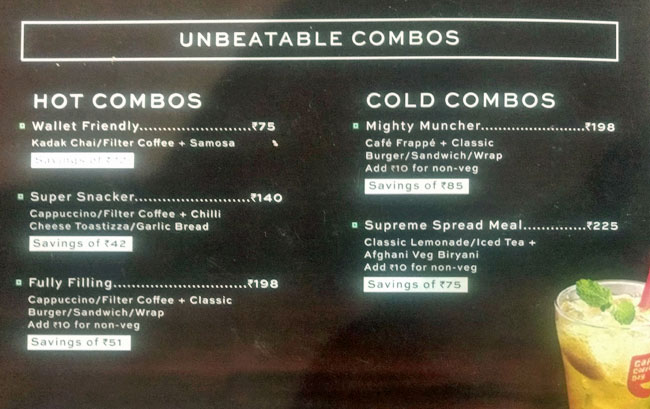 UNBEATABLE COMBOS
HOT COMBOS
Wallet Friendly........................₹75
Kadak Chai/Filter Coffee + Samosa
Savings of
Super Snacker.........................₹140
Cappuccino/Filter Coffee + Chilli
Cheese Toastizza/Garlic Bread
Savings of ₹42
Fully Filling.............................₹198
Cappuccino/Filter Coffee + Classic
Burger/Sandwich/Wrap
Add ₹10 for non-veg
Savings of ₹51
COLD COMBOS
Mighty Muncher......................₹198
Café Frappé + Classic
Burger/Sandwich/Wrap
Add ₹10 for non-veg
Savings of ₹85
Supreme Spread Meal..............₹225
Classic Lemonade/Iced Tea +
Afghani Veg Biryani
Add ₹10 for non-veg
Savings of ₹75